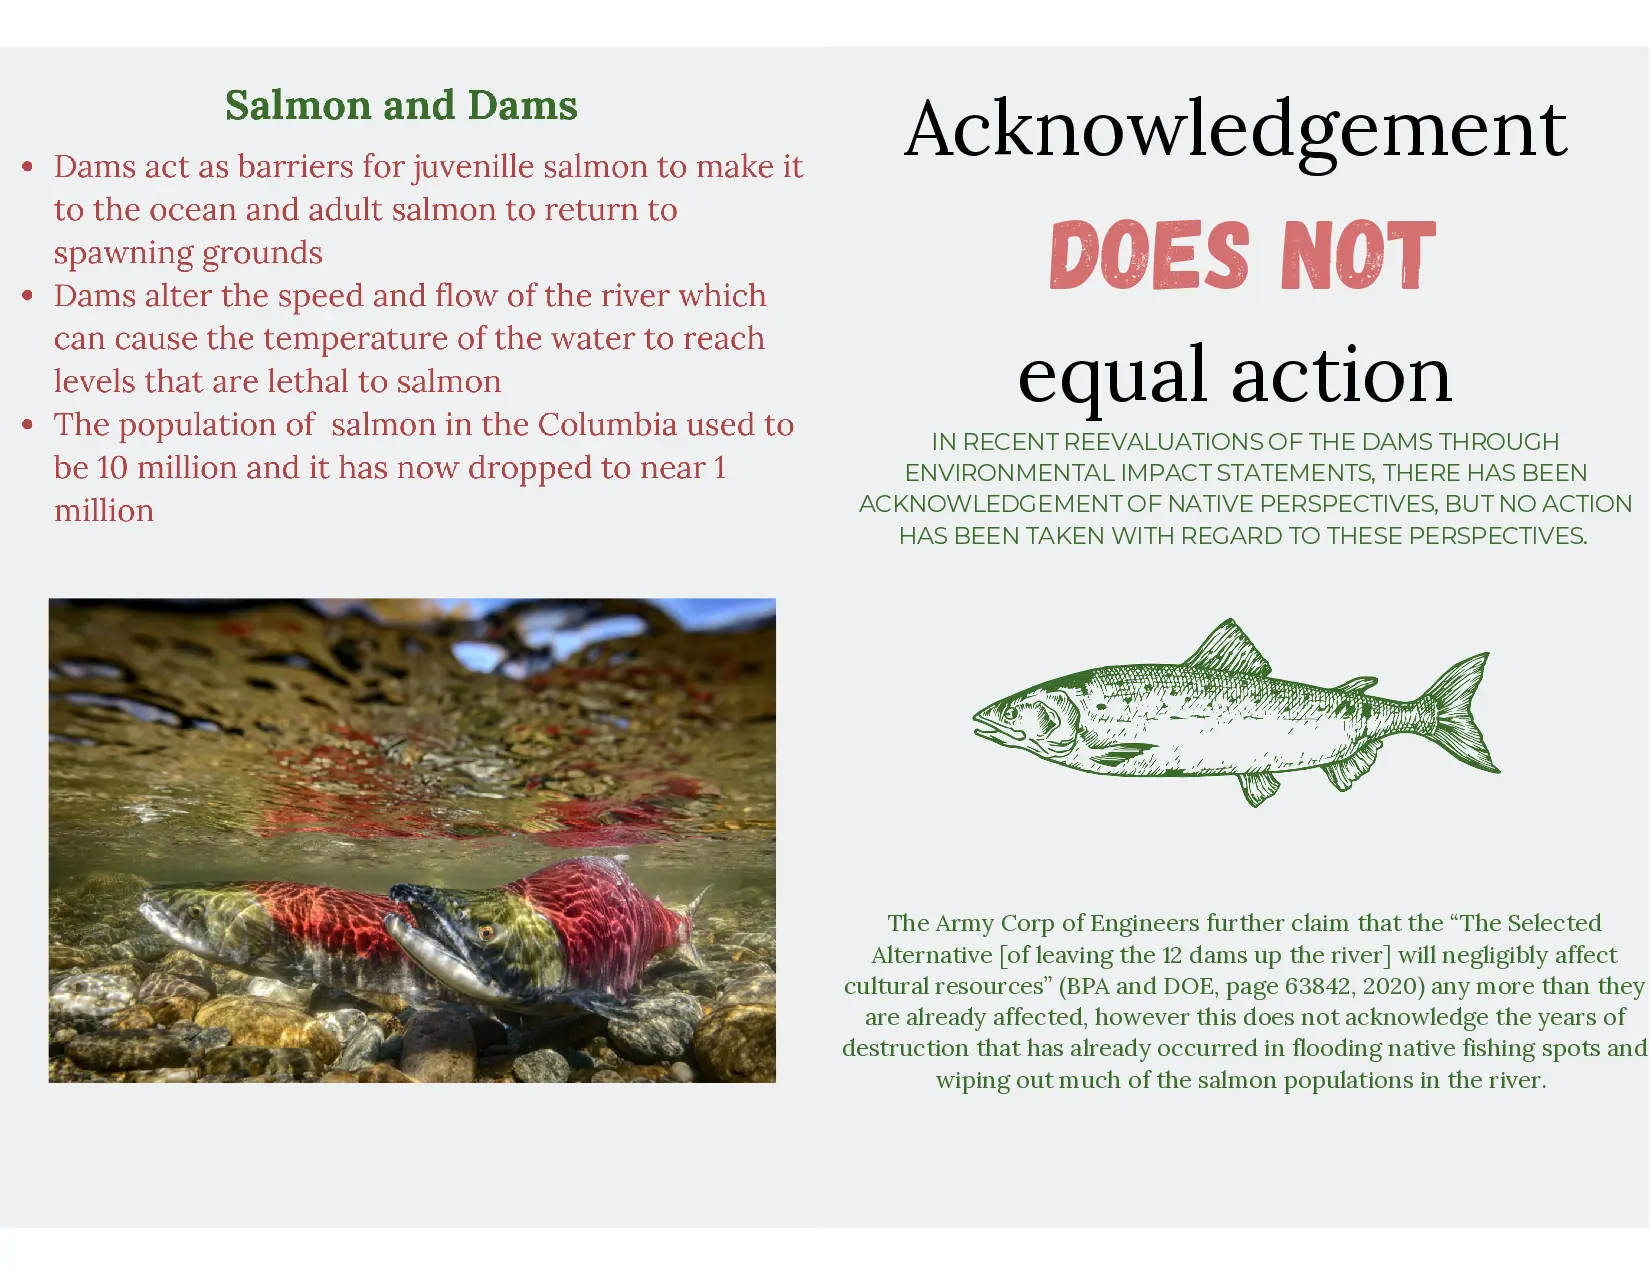 Salmon and Dams
• Dams act as barriers for juvenille salmon to make it
to the ocean and adult salmon to return to
spawning grounds
• Dams alter the speed and flow of the river which
can cause the temperature of the water to reach
levels that are lethal to salmon
• The population of salmon in the Columbia used to
be 10 million and it has now dropped to near 1
million
Acknowledgement
DOES NOT
equal action
IN RECENT REEVALUATIONS OF THE DAMS THROUGH
ENVIRONMENTAL IMPACT STATEMENTS, THERE HAS BEEN
ACKNOWLEDGEMENT OF NATIVE PERSPECTIVES, BUT NO ACTION
HAS BEEN TAKEN WITH REGARD TO THESE PERSPECTIVES.
The Army Corp of Engineers further claim that the “The Selected
Alternative [of leaving the 12 dams up the river] will negligibly affect
cultural resources” (BPA and DOE, page 63842, 2020) any more than they
are already affected, however this does not acknowledge the years of
destruction that has already occurred in flooding native fishing spots and
wiping out much of the salmon populations in the river.